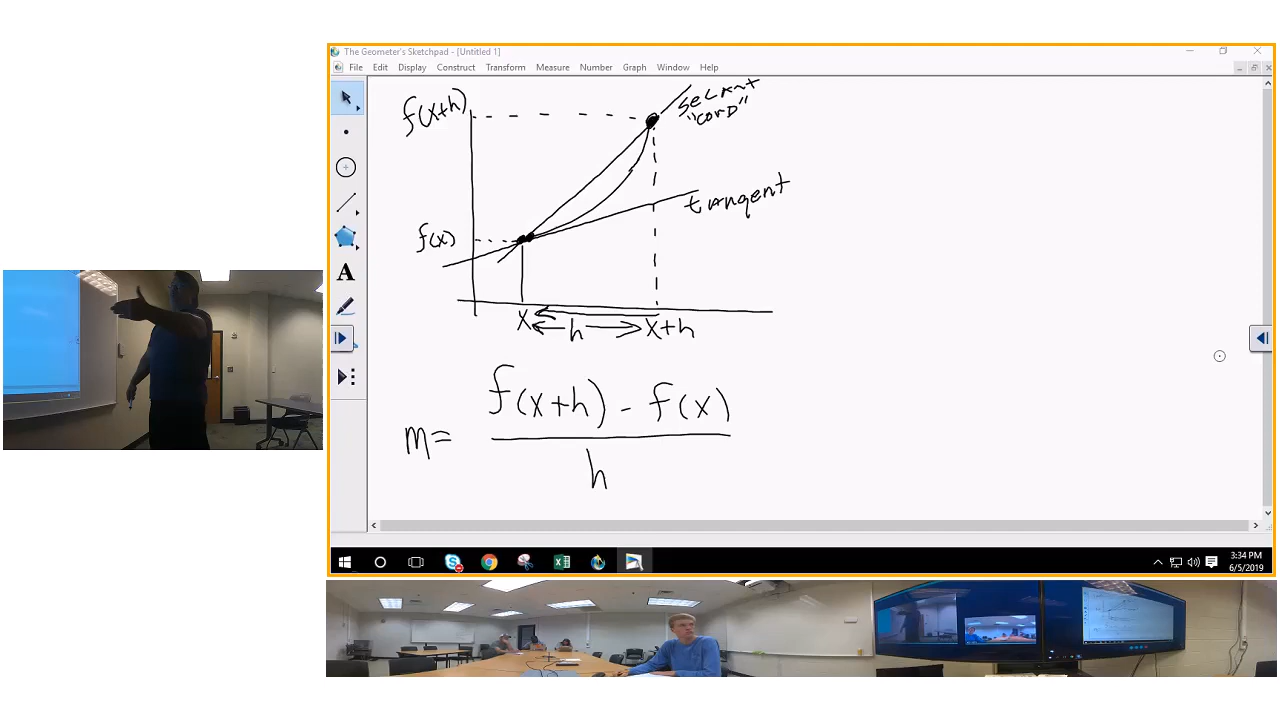 The Geometer's Sketchpad - [Untitled 1]
File Edit Display Construct Transform Measure Number Graph Window Help
f(x+h)
secant
"cord"
tangent
f(x)
x h x+h
A
m= f(x+h) - f(x)
h
3:34 PM
6/5/2019